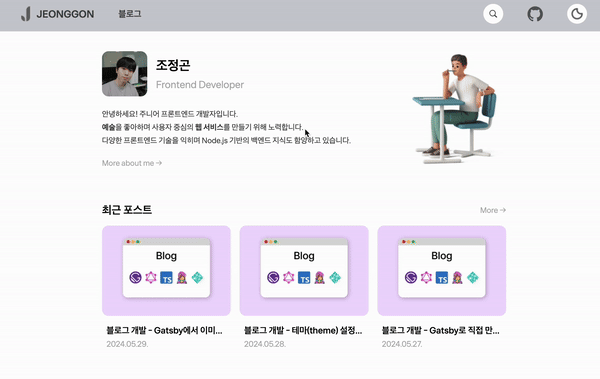 JEONGGON 블로그
조정곤
Frontend Developer
안녕하세요! 주니어 프론트엔드 개발자입니다.
예술을 좋아하며 사용자 중심의 웹 서비스를 만들기 위해 노력합니다.
다양한 프론트엔드 기술을 익히며 Node.js 기반의 백엔드 지식도 함양하고 있습니다.
More about me →
최근 포스트 More →
Blog Blog Blog
TS TS TS
블로그 개발 - Gatsby에서 이미... 블로그 개발 - 테마(theme) 설정... 블로그 개발 - Gatsby로 직접 만...
2024.05.29. 2024.05.28. 2024.05.27.